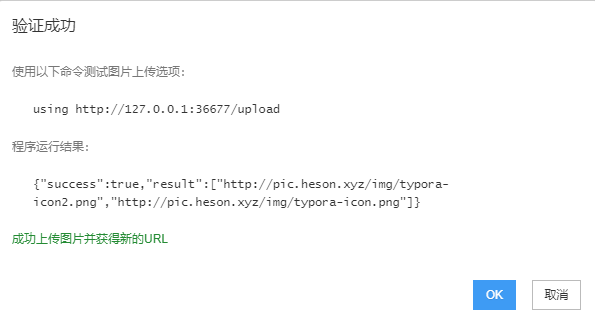 验证成功
使用以下命令测试图片上传选项:
using http://127.0.0.1:36677/upload
程序运行结果:
{"success":true,"result":["http://pic.heson.xyz/img/typora-
icon2.png","http://pic.heson.xyz/img/typora-icon.png"]}
成功上传图片并获得新的URL
OK 取消